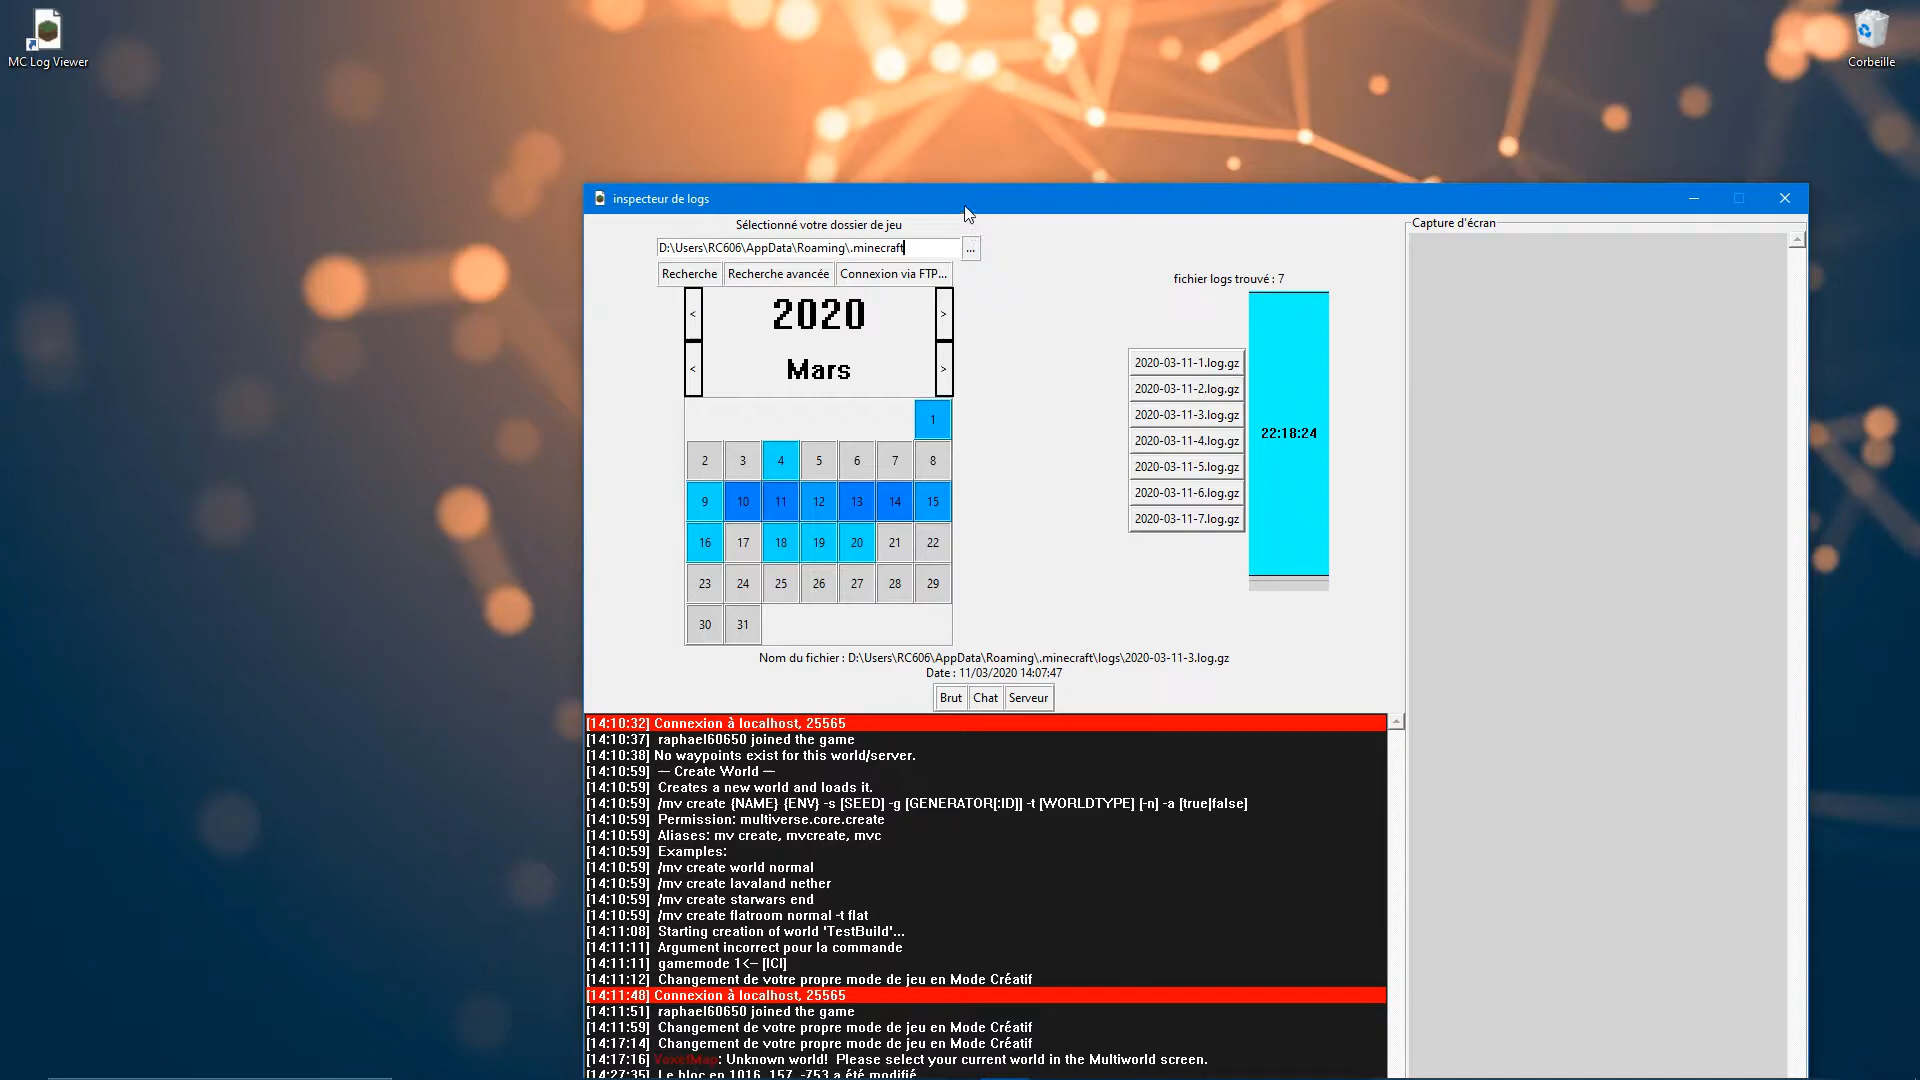 MC Log Viewer
Corbeille
inspecteur de logs
Sélectionné votre dossier de jeu
D:\Users\RC606\AppData\Roaming\.minecraft
...
Recherche
Recherche avancée
Connexion via FTP...
<
2020
>
<
Mars
>
1
2 3 4 5 6 7 8
9 10 11 12 13 14 15
16 17 18 19 20 21 22
23 24 25 26 27 28 29
30 31
fichier logs trouvé : 7
2020-03-11-1.log.gz
2020-03-11-2.log.gz
2020-03-11-3.log.gz
2020-03-11-4.log.gz
2020-03-11-5.log.gz
2020-03-11-6.log.gz
2020-03-11-7.log.gz
22:18:24
Capture d'écran
Nom du fichier : D:\Users\RC606\AppData\Roaming\.minecraft\logs\2020-03-11-3.log.gz
Date : 11/03/2020 14:07:47
Brut
Chat
Serveur
[14:10:32] Connexion à localhost, 25565
[14:10:37] raphael60650 joined the game
[14:10:38] No waypoints exist for this world/server.
[14:10:59] — Create World —
[14:10:59] Creates a new world and loads it.
[14:10:59] /mv create {NAME} {ENV} -s [SEED] -g [GENERATOR[:ID]] -t [WORLDTYPE] [-n] -a [true|false]
[14:10:59] Permission: multiverse.core.create
[14:10:59] Aliases: mv create, mvcreate, mvc
[14:10:59] Examples:
[14:10:59] /mv create world normal
[14:10:59] /mv create lavaland nether
[14:10:59] /mv create starwars end
[14:10:59] /mv create flatroom normal -t flat
[14:11:08] Starting creation of world 'TestBuild'...
[14:11:11] Argument incorrect pour la commande
[14:11:11] gamemode 1<-- [ICI]
[14:11:12] Changement de votre propre mode de jeu en Mode Créatif
[14:11:48] Connexion à localhost, 25565
[14:11:51] raphael60650 joined the game
[14:11:59] Changement de votre propre mode de jeu en Mode Créatif
[14:17:14] Changement de votre propre mode de jeu en Mode Créatif
[14:17:16] VoxelMap: Unknown world! Please select your current world in the Multiworld screen.
[14:27:35] Le bloc en 1016, 157, -753 a été modifié